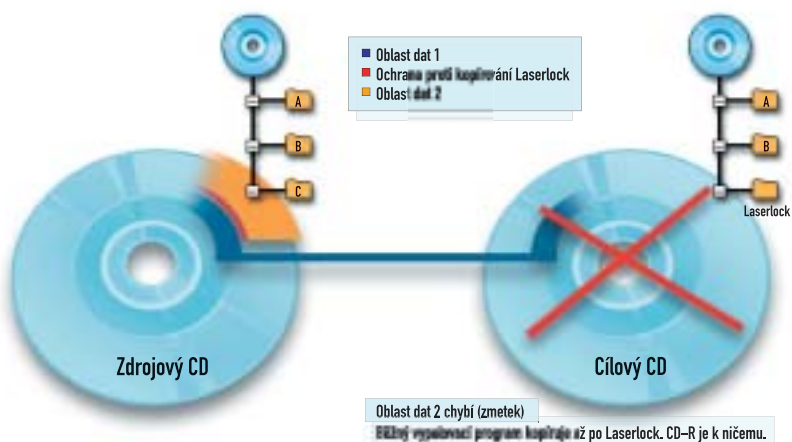 Oblast dat 1
Ochrana proti kopírování Laserlock
Oblast dat 2
A
B
C
A
B
Laserlock
Zdrojový CD
Cílový CD
Oblast dat 2 chybí (zmetek)
Běžný vypalovací program kopíruje až po Laserlock. CD–R je k ničemu.